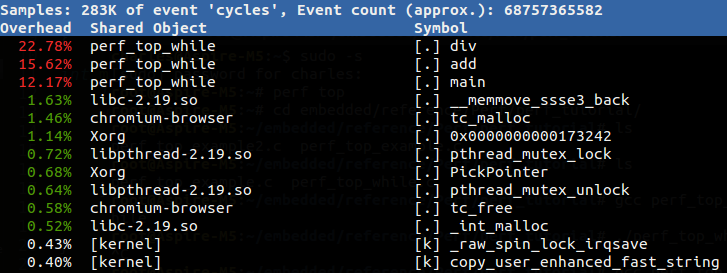 Samples: 283K of event 'cycles', Event count (approx.): 68757365582
Overhead Shared Object Symbol
22.78% perf_top_while [.] div
15.62% perf_top_while [.] add
12.17% perf_top_while [.] main
1.63% libc-2.19.so [.] __memmove_ssse3_back
1.46% chromium-browser [.] tc_malloc
1.14% Xorg [.] 0x0000000000173242
0.72% libpthread-2.19.so [.] pthread_mutex_lock
0.68% Xorg [.] PickPointer
0.64% libpthread-2.19.so [.] pthread_mutex_unlock
0.58% chromium-browser [.] tc_free
0.52% libc-2.19.so [.] _int_malloc
0.43% [kernel] [k] _raw_spin_lock_irqsave
0.40% [kernel] [k] copy_user_enhanced_fast_string